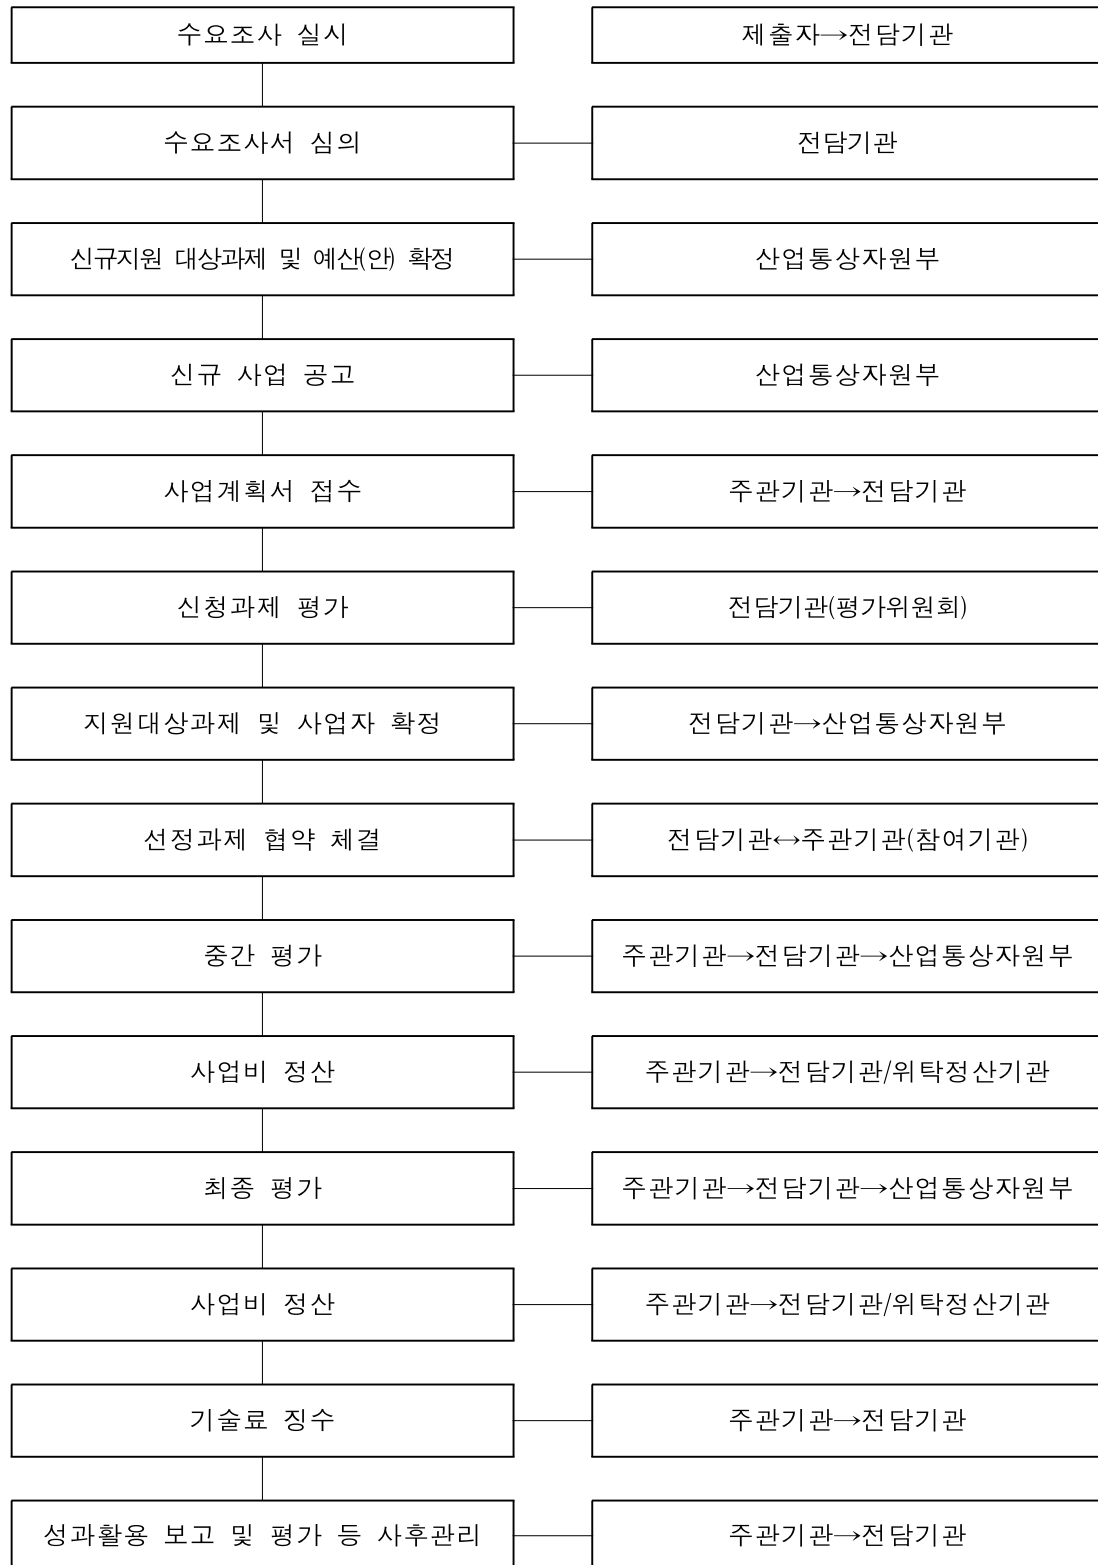 수요조사 실시
제출자→전담기관
수요조사서 심의
전담기관
신규지원 대상과제 및 예산(안) 확정
산업통상자원부
신규 사업 공고
산업통상자원부
사업계획서 접수
주관기관→전담기관
신청과제 평가
전담기관(평가위원회)
지원대상과제 및 사업자 확정
전담기관→산업통상자원부
선정과제 협약 체결
전담기관↔주관기관(참여기관)
중간 평가
주관기관→전담기관→산업통상자원부
사업비 정산
주관기관→전담기관/위탁정산기관
최종 평가
주관기관→전담기관→산업통상자원부
사업비 정산
주관기관→전담기관/위탁정산기관
기술료 징수
주관기관→전담기관
성과활용 보고 및 평가 등 사후관리
주관기관→전담기관